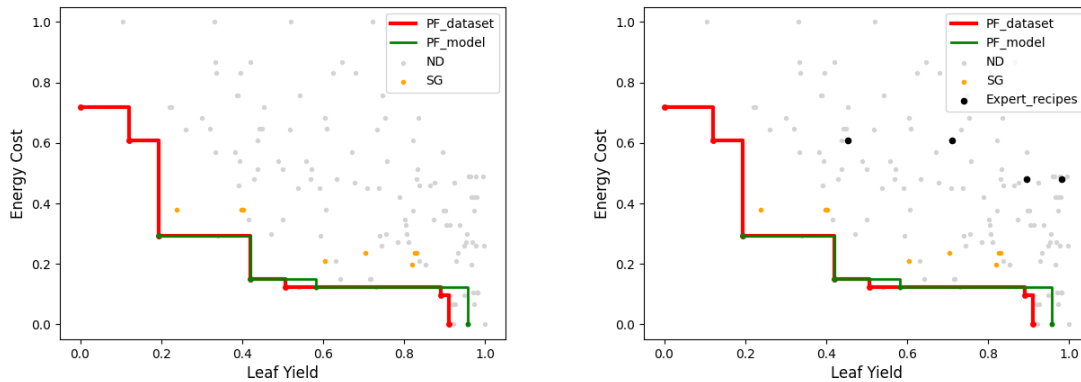 1.0
0.8
0.6
0.4
0.2
0.0
Energy Cost
0.0 0.2 0.4 0.6 0.8 1.0
Leaf Yield
PF_dataset
PF_model
ND
SG
1.0
0.8
0.6
0.4
0.2
0.0
Energy Cost
0.0 0.2 0.4 0.6 0.8 1.0
Leaf Yield
PF_dataset
PF_model
ND
SG
Expert_recipes